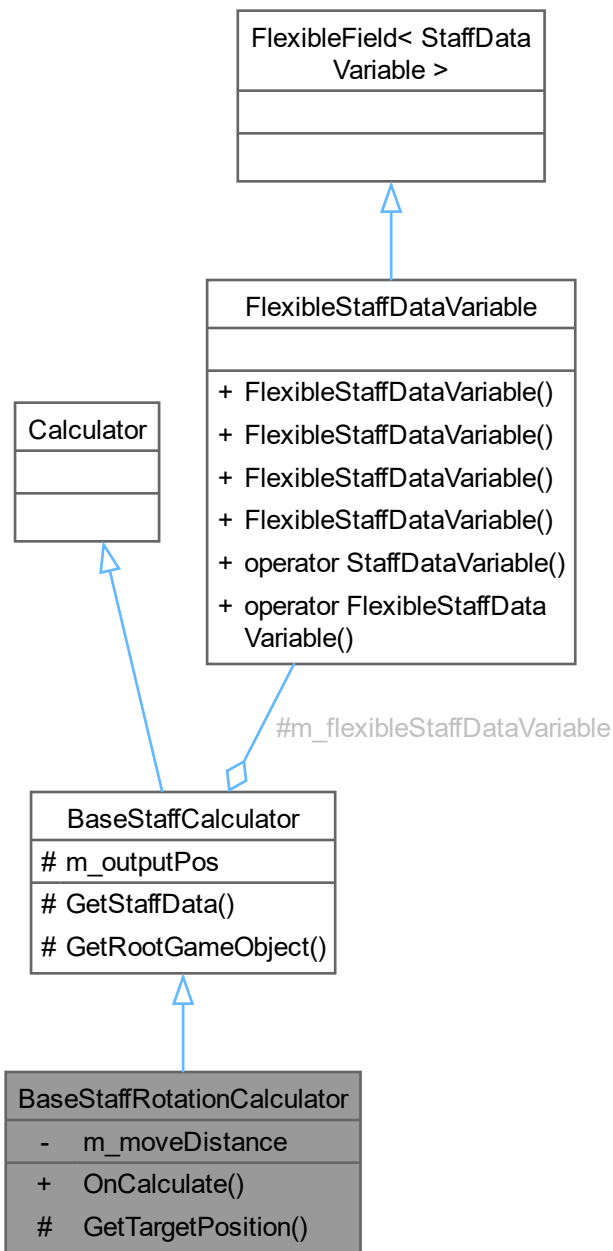 FlexibleField< StaffData
Variable >
FlexibleStaffDataVariable
+ FlexibleStaffDataVariable()
+ FlexibleStaffDataVariable()
+ FlexibleStaffDataVariable()
+ FlexibleStaffDataVariable()
+ operator StaffDataVariable()
+ operator FlexibleStaffData
Variable()
Calculator
#m_flexibleStaffDataVariable
BaseStaffCalculator
# m_outputPos
# GetStaffData()
# GetRootGameObject()
BaseStaffRotationCalculator
- m_moveDistance
+ OnCalculate()
# GetTargetPosition()